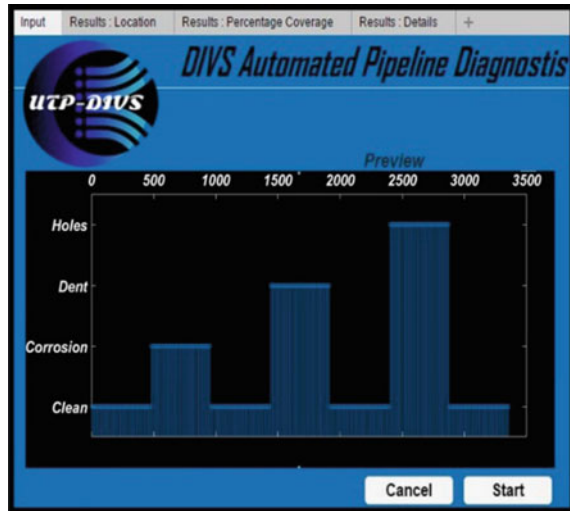 Input Results : Location Results : Percentage Coverage Results : Details +
DIVS Automated Pipeline Diagnostis
UTP-DIVS
Preview
0 500 1000 1500 2000 2500 3000 3500
Holes
Dent
Corrosion
Clean
Cancel Start